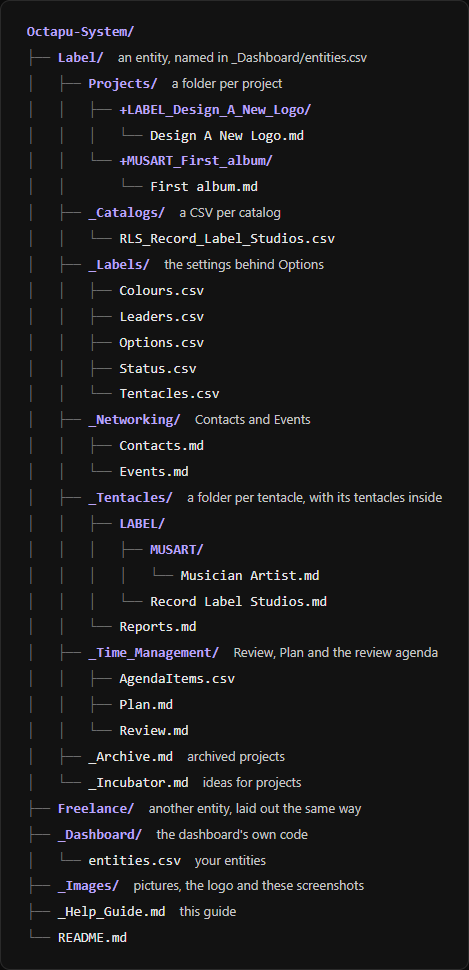 Octapu-System/
├── Label/ an entity, named in _Dashboard/entities.csv
│ ├── Projects/ a folder per project
│ │ ├── +LABEL_Design_A_New_Logo/
│ │ │ └── Design A New Logo.md
│ │ └── +MUSART_First_album/
│ │ │ └── First album.md
│ ├── _Catalogs/ a CSV per catalog
│ │ └── RLS_Record_Label_Studios.csv
│ ├── _Labels/ the settings behind Options
│ │ ├── Colours.csv
│ │ ├── Leaders.csv
│ │ ├── Options.csv
│ │ ├── Status.csv
│ │ └── Tentacles.csv
│ ├── _Networking/ Contacts and Events
│ │ ├── Contacts.md
│ │ └── Events.md
│ ├── _Tentacles/ a folder per tentacle, with its tentacles inside
│ │ ├── LABEL/
│ │ │ ├── MUSART/
│ │ │ │ └── Musician Artist.md
│ │ │ └── Record Label Studios.md
│ │ └── Reports.md
│ ├── _Time_Management/ Review, Plan and the review agenda
│ │ ├── AgendaItems.csv
│ │ ├── Plan.md
│ │ └── Review.md
│ ├── _Archive.md archived projects
│ └── _Incubator.md ideas for projects
├── Freelance/ another entity, laid out the same way
├── _Dashboard/ the dashboard's own code
│ └── entities.csv your entities
├── _Images/ pictures, the logo and these screenshots
├── _Help_Guide.md this guide
└── README.md